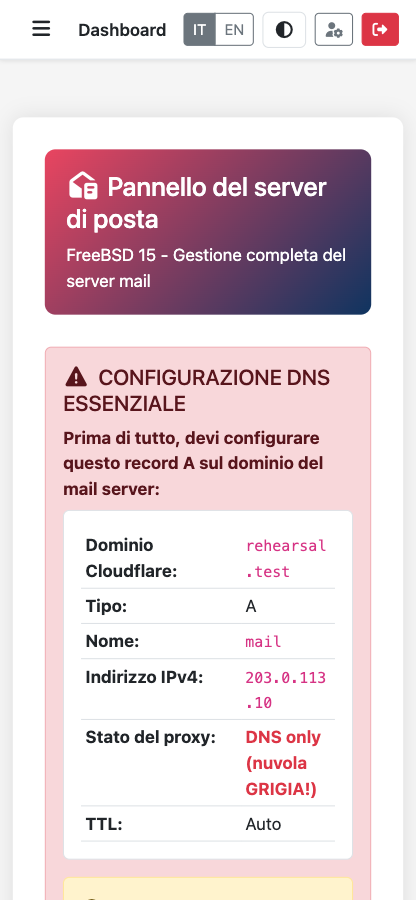 Dashboard
IT
EN
Pannello del server
di posta
FreeBSD 15 - Gestione completa del
server mail
CONFIGURAZIONE DNS
ESSENZIALE
Prima di tutto, devi configurare
questo record A sul dominio del
mail server:
Dominio
Cloudflare:
rehearsal
.test
Tipo:
A
Nome:
mail
Indirizzo IPv4:
203.0.113
.10
Stato del proxy:
DNS only
(nuvola
GRIGIA!)
TTL:
Auto